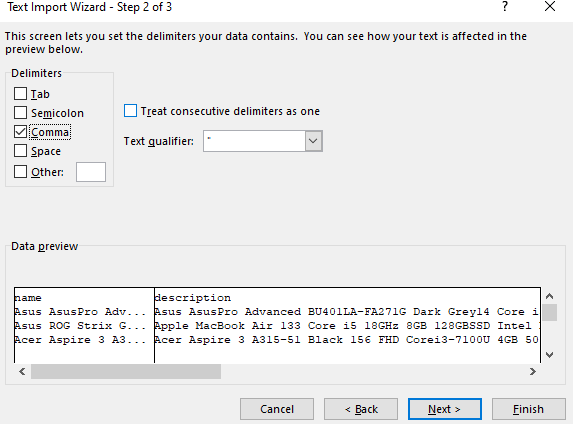 Text Import Wizard - Step 2 of 3
This screen lets you set the delimiters your data contains. You can see how your text is affected in the
preview below.
Delimiters
Tab
Semicolon
Comma
Space
Other:
Treat consecutive delimiters as one
Text qualifier: "
Data preview
name description
Asus AsusPro Adv... Asus AsusPro Advanced BU401LA-FA271G Dark Grey14 Core i
Asus ROG Strix G... Apple MacBook Air 133 Core i5 18GHz 8GB 128GBSSD Intel
Acer Aspire 3 A3... Acer Aspire 3 A315-51 Black 156 FHD Corei3-7100U 4GB 50
Cancel < Back Next > Finish